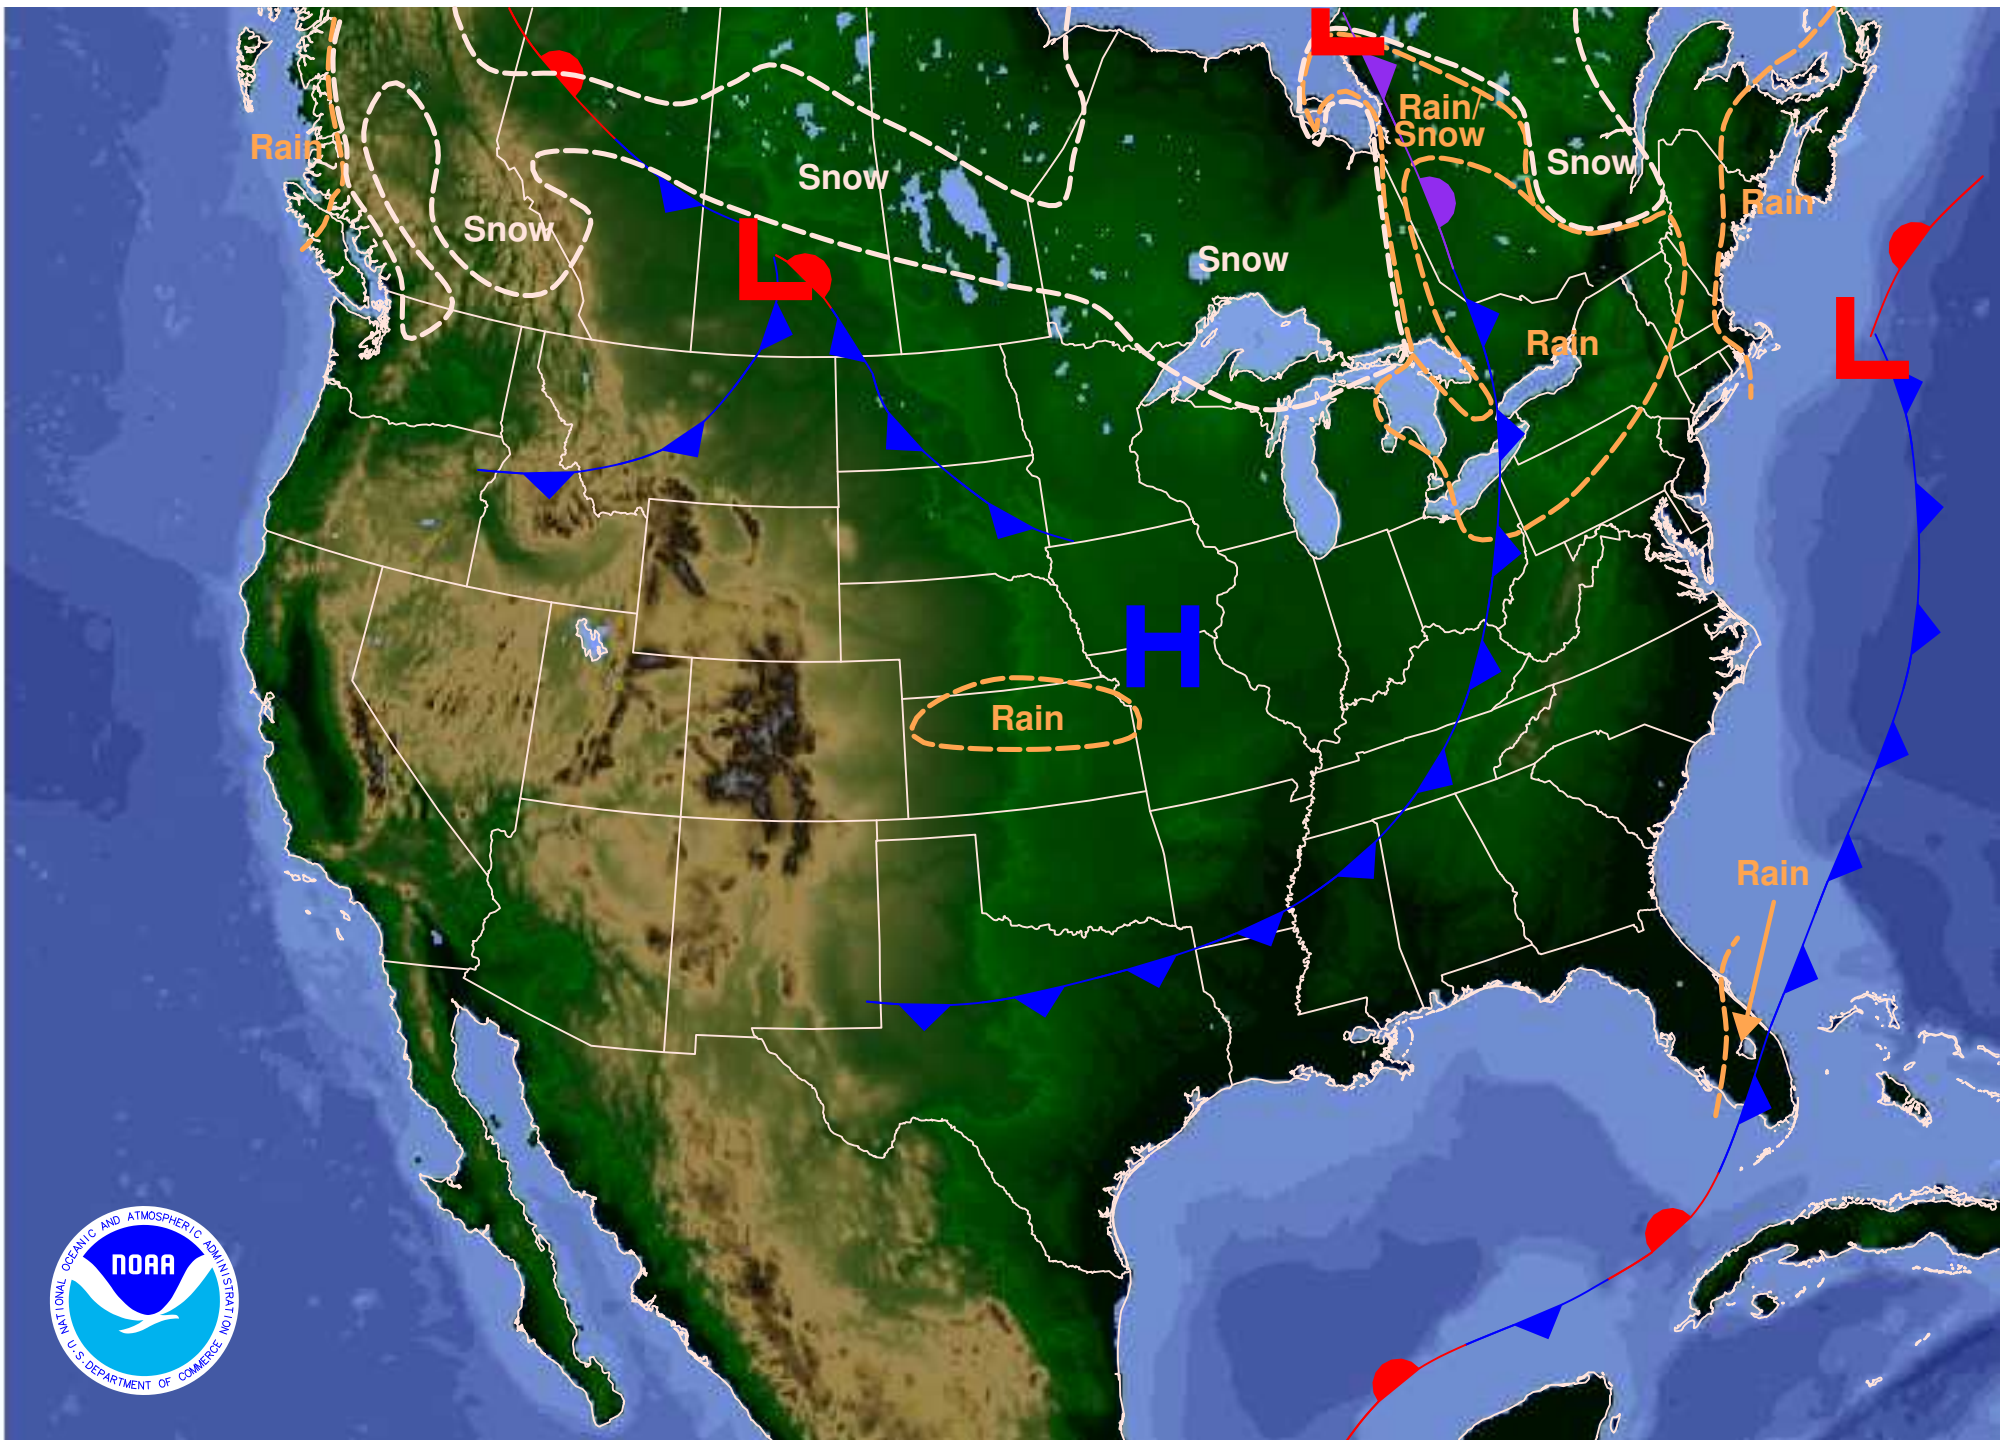 L
Rain/
Snow
Rain
Snow
Snow
Rain
Snow
L
Snow
L
Rain
H
Rain
Rain
NATIONAL OCEANIC AND ATMOSPHERIC ADMINISTRATION
NOAA
U.S. DEPARTMENT OF COMMERCE